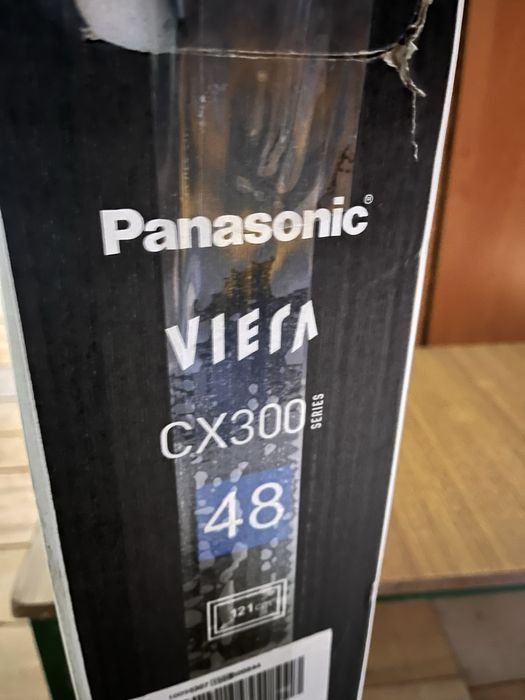 Panasonic®
VIERA
CX300 SERIES
48
121cm